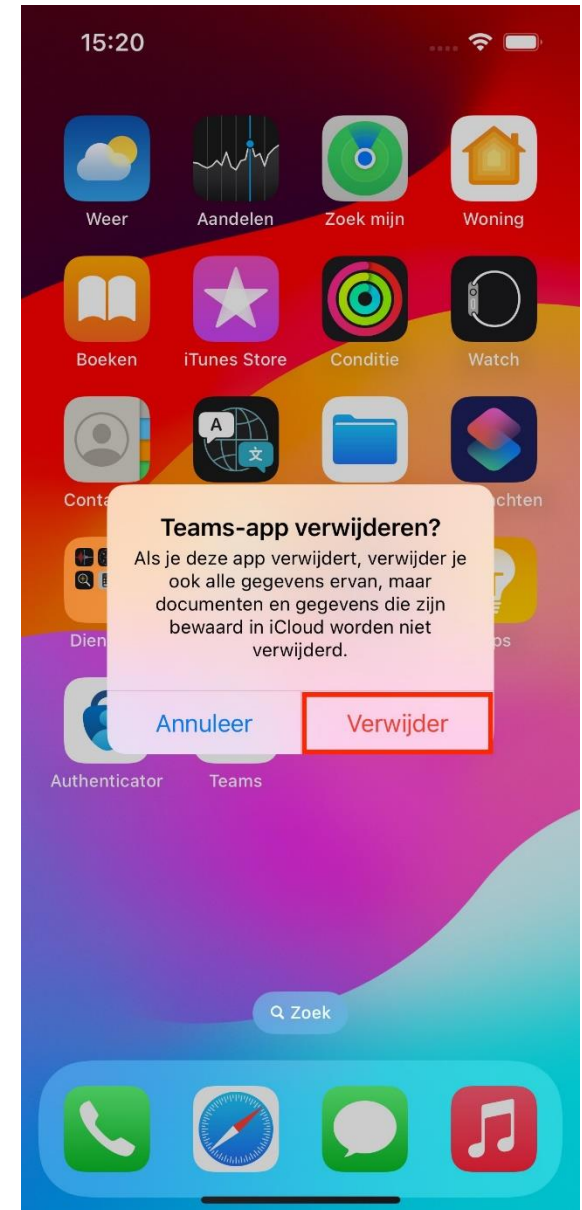 15:20
Weer Aandelen Zoek mijn Woning
Boeken iTunes Store Conditie Watch
A
文
Teams-app verwijderen?
Als je deze app verwijdert, verwijder je
ook alle gegevens ervan, maar
documenten en gegevens die zijn
bewaard in iCloud worden niet
verwijderd.
Annuleer Verwijder
Authenticator Teams
Zoek